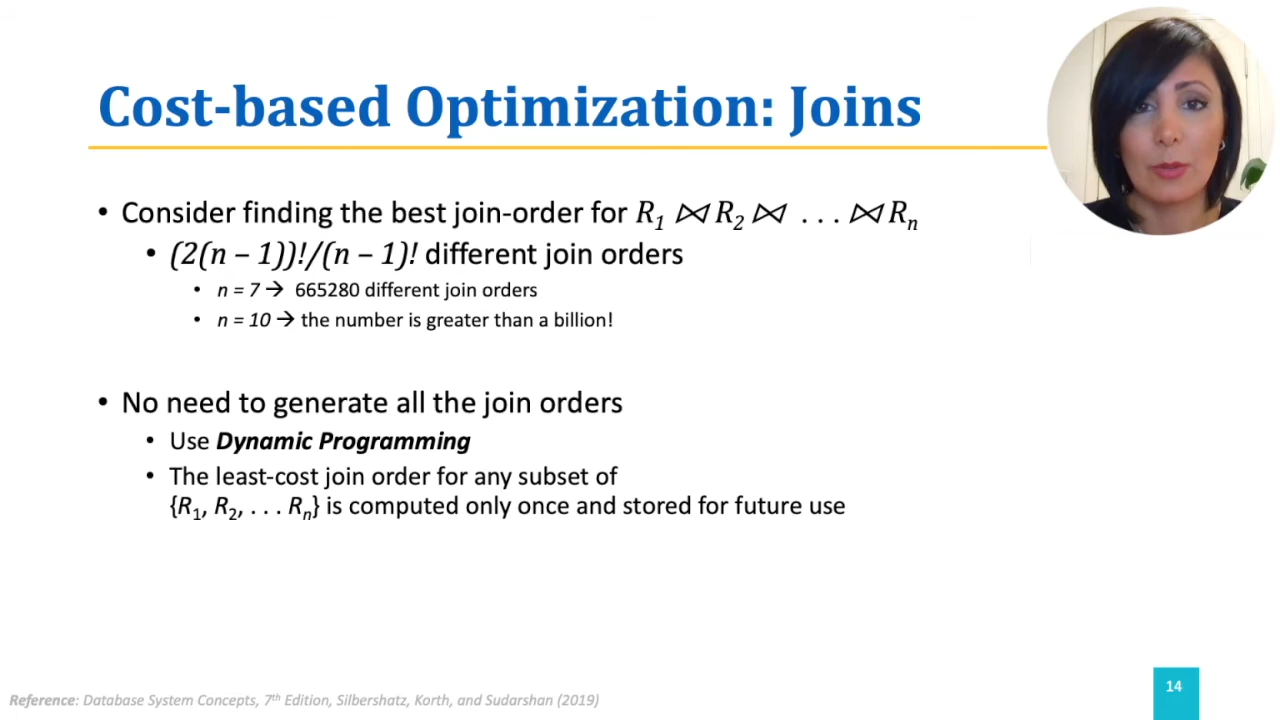 Cost-based Optimization: Joins
• Consider finding the best join-order for R₁ ⋈ R₂ ⋈ . . . ⋈ Rₙ
• (2(n – 1))!/(n – 1)! different join orders
• n = 7 → 665280 different join orders
• n = 10 → the number is greater than a billion!
• No need to generate all the join orders
• Use Dynamic Programming
• The least-cost join order for any subset of
{R₁, R₂, . . . Rₙ} is computed only once and stored for future use
Reference: Database System Concepts, 7th Edition, Silbershatz, Korth, and Sudarshan (2019)
14